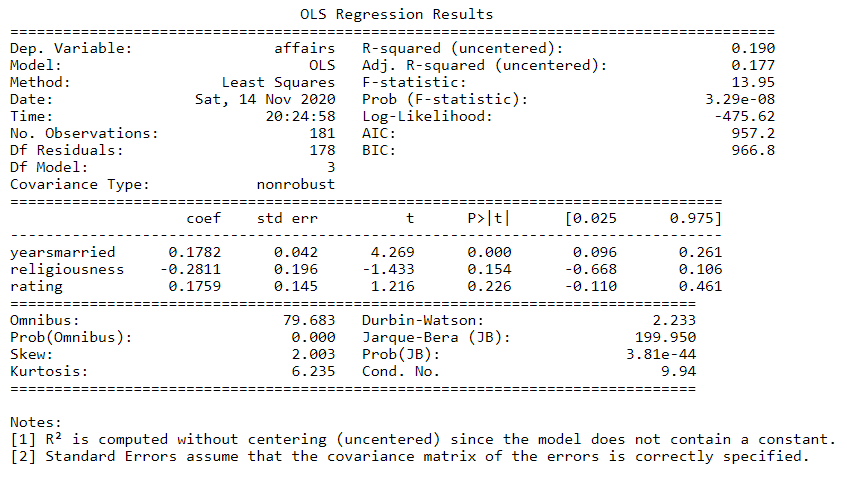 OLS Regression Results
==============================================================================
Dep. Variable: affairs R-squared (uncentered): 0.190
Model: OLS Adj. R-squared (uncentered): 0.177
Method: Least Squares F-statistic: 13.95
Date: Sat, 14 Nov 2020 Prob (F-statistic): 3.29e-08
Time: 20:24:58 Log-Likelihood: -475.62
No. Observations: 181 AIC: 957.2
Df Residuals: 178 BIC: 966.8
Df Model: 3
Covariance Type: nonrobust
==============================================================================
coef std err t P>|t| [0.025 0.975]
------------------------------------------------------------------------------
yearsmarried 0.1782 0.042 4.269 0.000 0.096 0.261
religiousness -0.2811 0.196 -1.433 0.154 -0.668 0.106
rating 0.1759 0.145 1.216 0.226 -0.110 0.461
==============================================================================
Omnibus: 79.683 Durbin-Watson: 2.233
Prob(Omnibus): 0.000 Jarque-Bera (JB): 199.950
Skew: 2.003 Prob(JB): 3.81e-44
Kurtosis: 6.235 Cond. No. 9.94
==============================================================================
Notes:
[1] R² is computed without centering (uncentered) since the model does not contain a constant.
[2] Standard Errors assume that the covariance matrix of the errors is correctly specified.